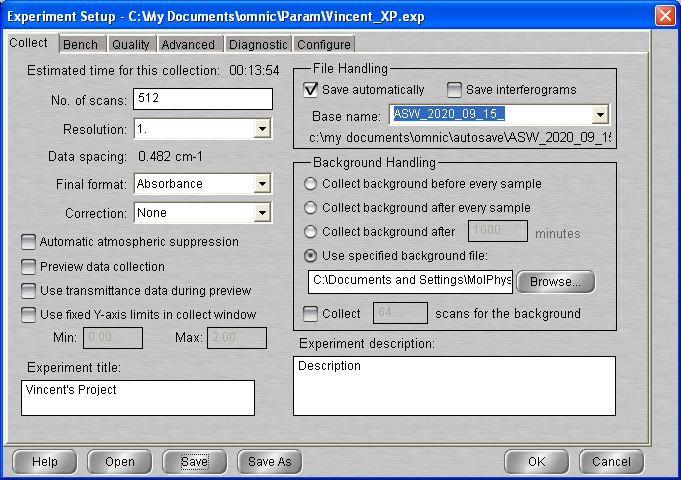 Experiment Setup - C:\My Documents\omnic\Param\Vincent_XP.exp
Collect Bench Quality Advanced Diagnostic Configure
Estimated time for this collection: 00:13:54
No. of scans: 512
Resolution: 1.
Data spacing: 0.482 cm-1
Final format: Absorbance
Correction: None
Automatic atmospheric suppression
Preview data collection
Use transmittance data during preview
Use fixed Y-axis limits in collect window
Min: 0.00 Max: 2.00
Experiment title:
Vincent's Project
File Handling
Save automatically Save interferograms
Base name: ASW_2020_09_15_
c:\my documents\omnic\autosave\ASW_2020_09_15
Background Handling
Collect background before every sample
Collect background after every sample
Collect background after 1000 minutes
Use specified background file:
C:\Documents and Settings\MolPhys Browse...
Collect 64 scans for the background
Experiment description:
Description
Help Open Save Save As OK Cancel